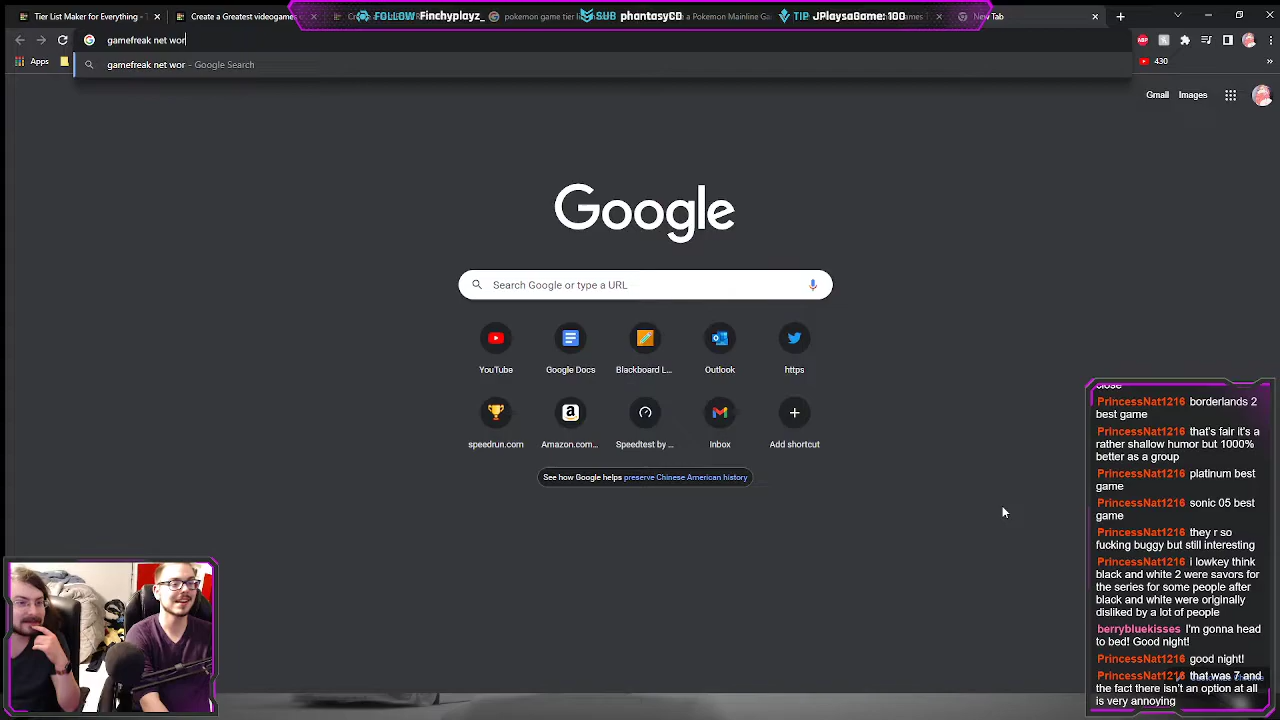 Tier List Maker for Everything -
Create a Greatest videogames
FOLLOW Finchyplayz_
pokemon game tier li
SUB phantasyCD
a Pokemon Mainline Ga
TIP JPlaysaGame: 100
New Tab
gamefreak net wor
gamefreak net wor - Google Search
Apps
430
Gmail Images
Google
Search Google or type a URL
YouTube Google Docs Blackboard L... Outlook https
speedrun.com Amazon.com... Speedtest by ... Inbox Add shortcut
See how Google helps preserve Chinese American history
close
PrincessNat1216 borderlands 2
best game
PrincessNat1216 that's fair it's a
rather shallow humor but 1000%
better as a group
PrincessNat1216 platinum best
game
PrincessNat1216 sonic 05 best
game
PrincessNat1216 they r so
fucking buggy but still interesting
PrincessNat1216 i lowkey think
black and white 2 were savors for
the series for some people after
black and white were originally
disliked by a lot of people
berrybluekisses I'm gonna head
to bed! Good night!
PrincessNat1216 good night!
PrincessNat1216 that was 7 and
the fact there isn't an option at all
is very annoying